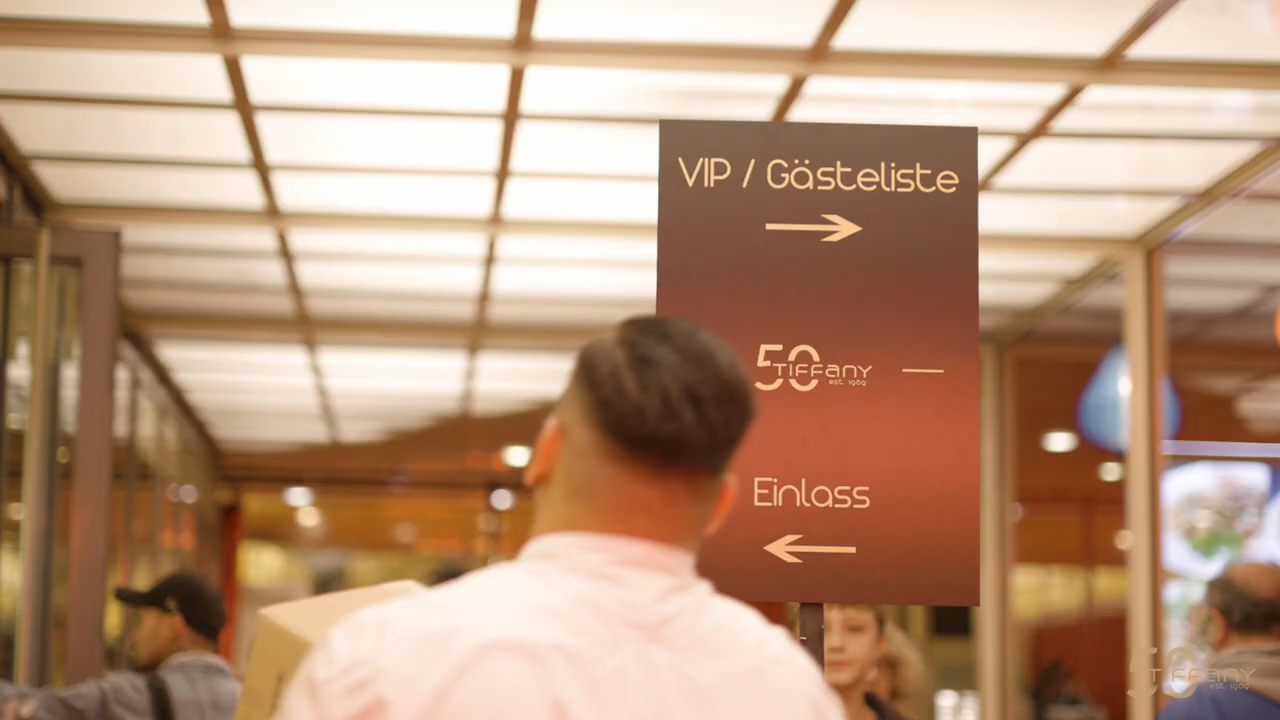 VIP / Gästeliste
→
50 TIFFANY —
est. 1969
Einlass
←
50 TIFFANY
est. 1969